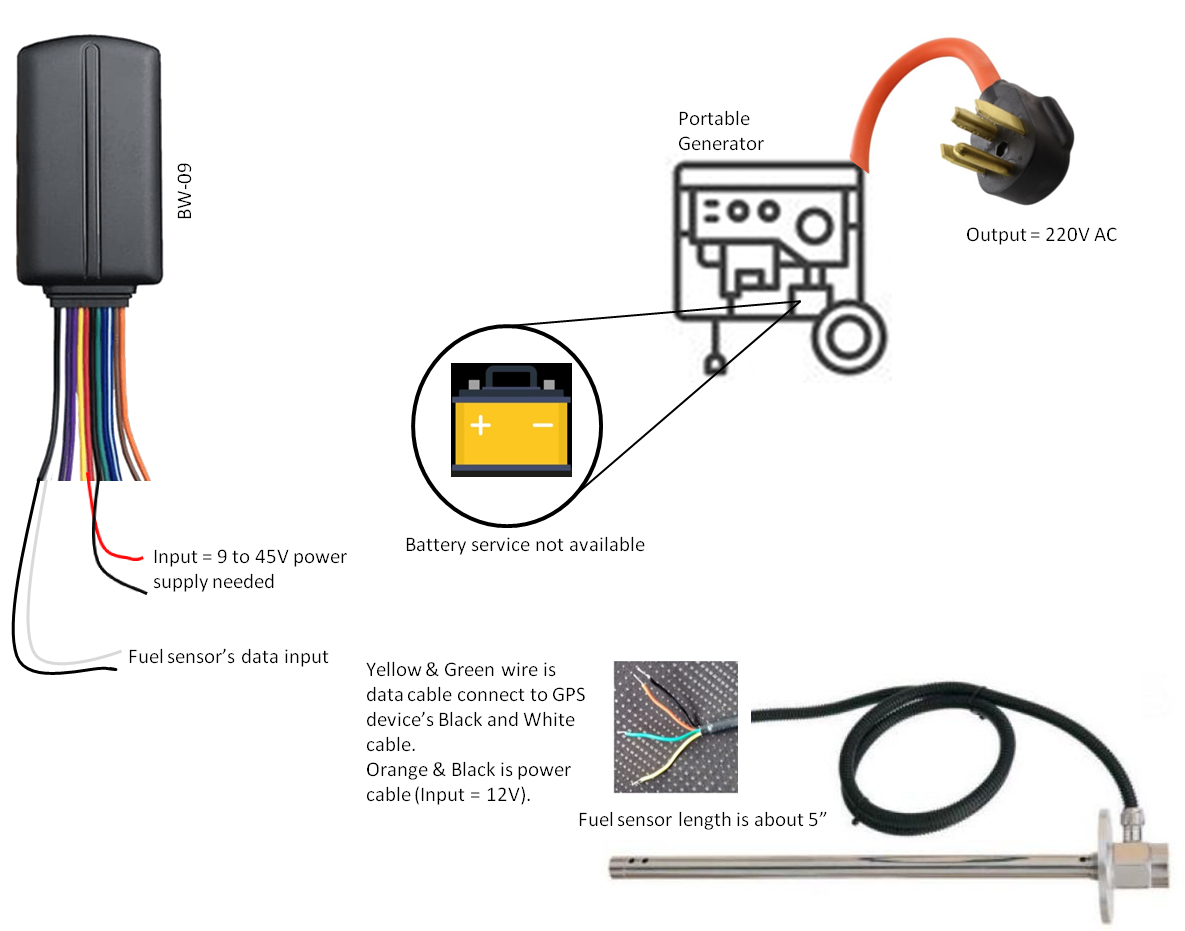 Portable
Generator
BW-09
Output = 220V AC
Battery service not available
Input = 9 to 45V power
supply needed
Fuel sensor’s data input
Yellow & Green wire is
data cable connect to GPS
device’s Black and White
cable.
Orange & Black is power
cable (Input = 12V).
Fuel sensor length is about 5”